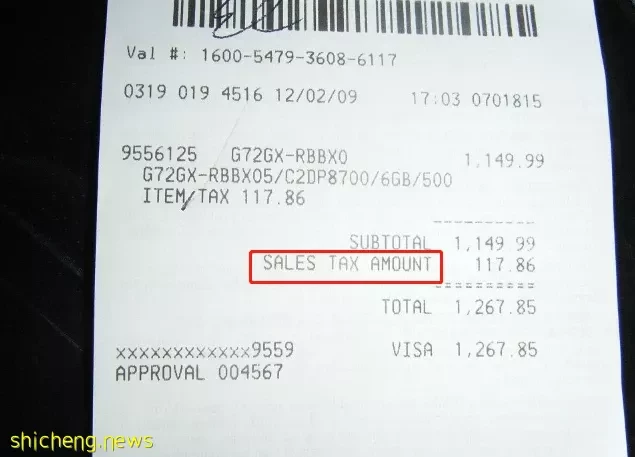 Val #: 1600-5479-3608-6117
0319 019 4516 12/02/09 17:03 0701815
9556125 G72GX-RBBX0 1,149.99
G72GX-RBBX05/C2DP8700/6GB/500
ITEM/TAX 117.86
SUBTOTAL 1,149 99
SALES TAX AMOUNT 117.86
TOTAL 1,267.85
xxxxxxxxxxxx9559 VISA 1,267.85
APPROVAL 004567
shicheng.news